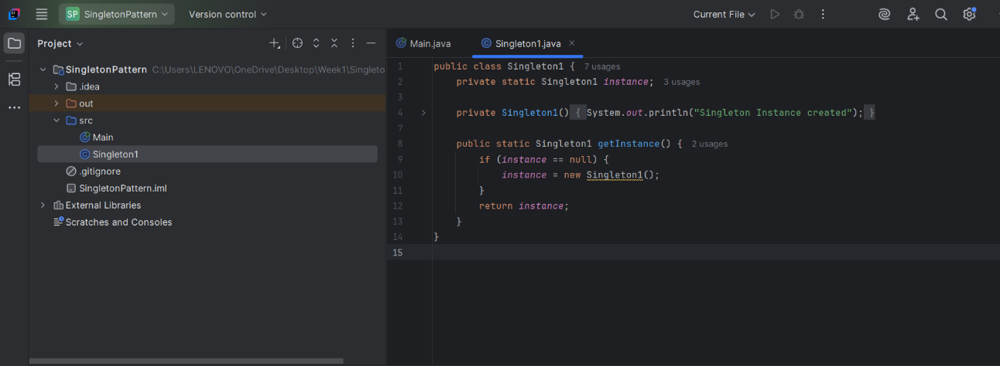 SP SingletonPattern Version control Current File
Project
Main.java Singleton1.java
SingletonPattern C:\Users\LENOVO\OneDrive\Desktop\Week1\Singleto
.idea
out
src
Main
Singleton1
.gitignore
SingletonPattern.iml
External Libraries
Scratches and Consoles
1 public class Singleton1 { 7 usages
2 private static Singleton1 instance; 3 usages
3
4 private Singleton1() { System.out.println("Singleton Instance created"); }
7
8 public static Singleton1 getInstance() { 2 usages
9 if (instance == null) {
10 instance = new Singleton1();
11 }
12 return instance;
13 }
14 }
15